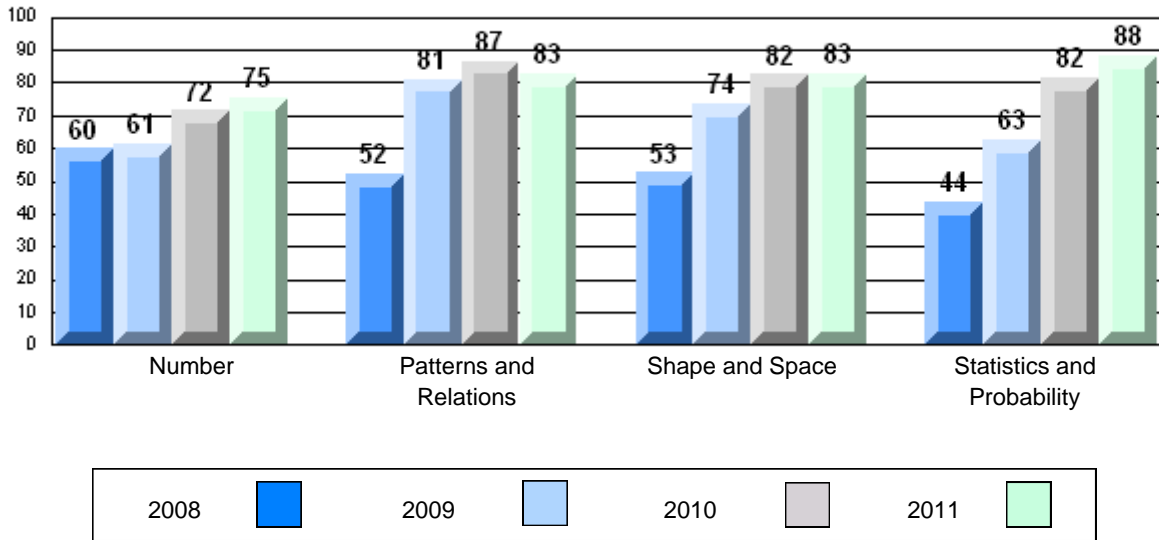 100
90
80
70
60
50
40
30
20
10
0
60 61 72 75
52 81 87 83
53 74 82 83
44 63 82 88
Number
Patterns and
Relations
Shape and Space
Statistics and
Probability
2008 2009 2010 2011